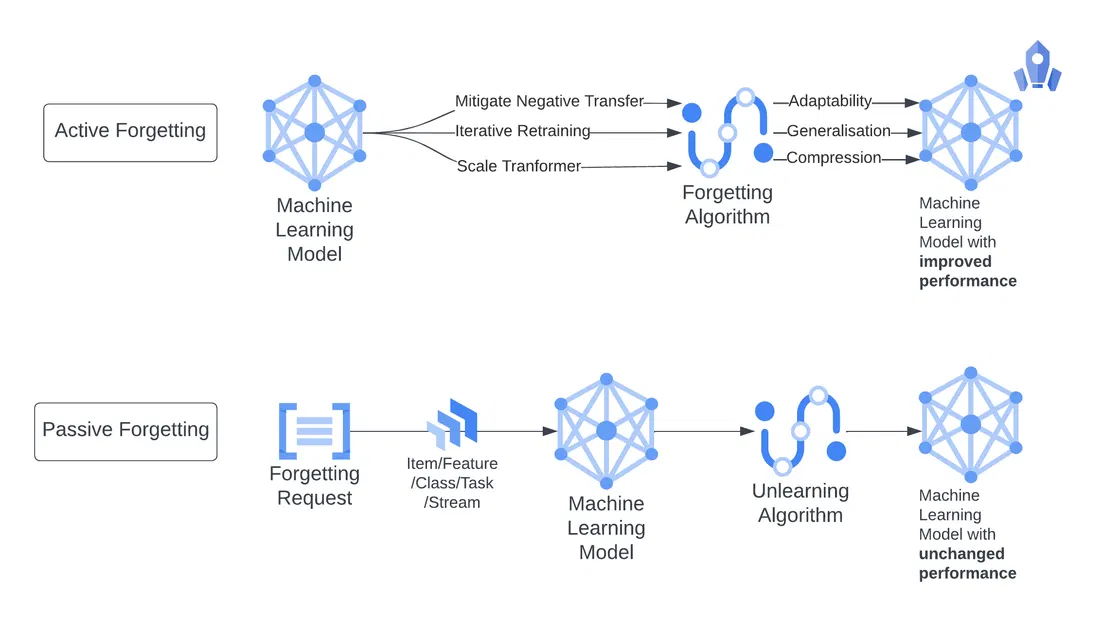 Active Forgetting
Machine
Learning
Model
Mitigate Negative Transfer
Iterative Retraining
Scale Tranformer
Forgetting
Algorithm
Adaptability
Generalisation
Compression
Machine
Learning
Model with
improved
performance
Passive Forgetting
Forgetting
Request
Item/Feature
/Class/Task
/Stream
Machine
Learning
Model
Unlearning
Algorithm
Machine
Learning
Model with
unchanged
performance